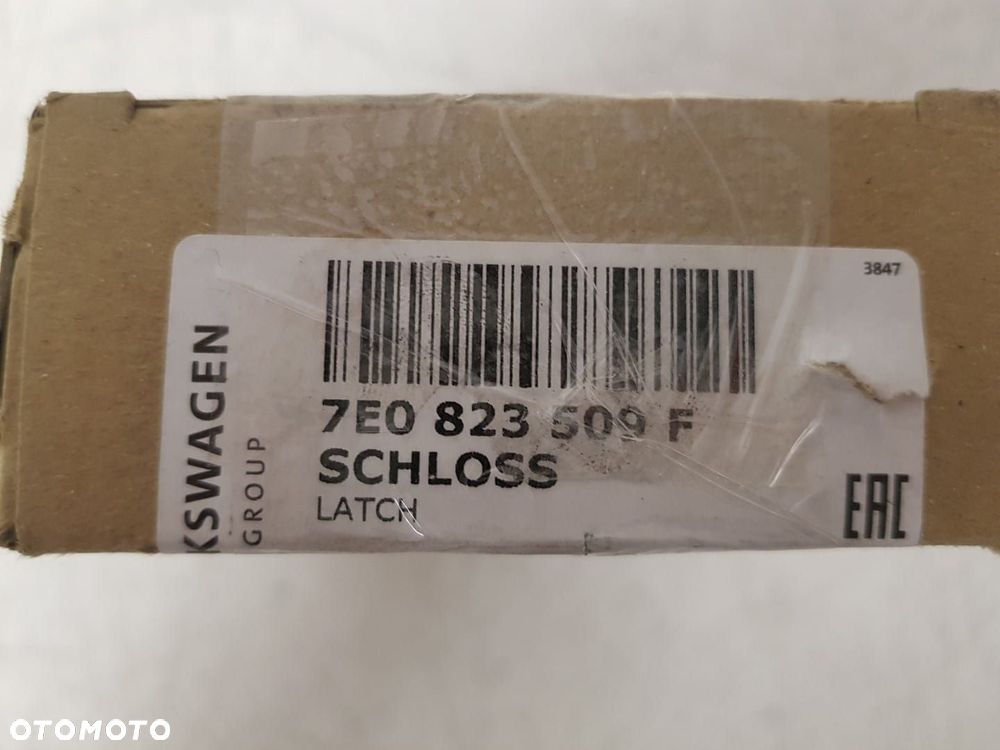 3847
KSWAGEN
GROUP
7E0 823 509 F
SCHLOSS
LATCH
EAC
OTOMOTO